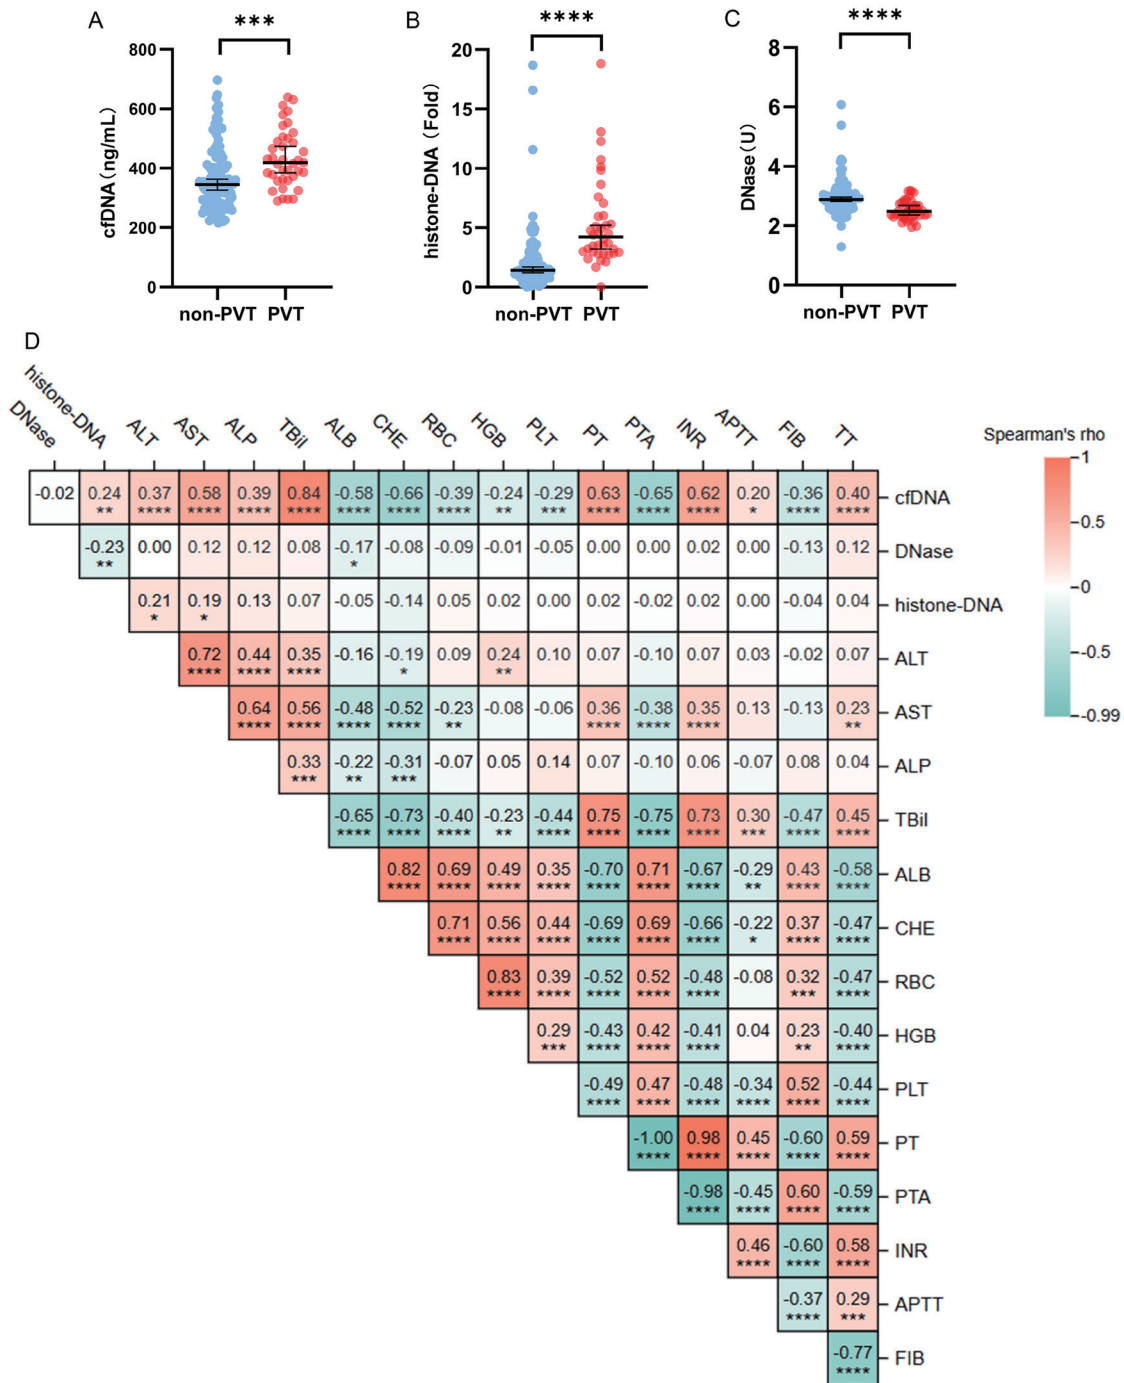 A
***
cfDNA (ng/mL)
800
600
400
200
0
non-PVT PVT
B
****
histone-DNA (Fold)
20
15
10
5
0
non-PVT PVT
C
****
DNase (U)
8
6
4
2
0
non-PVT PVT
D
DNase histone-DNA ALT AST ALP TBil ALB CHE RBC HGB PLT PT PTA INR APTT FIB TT
-0.02 0.24 0.37 0.58 0.39 0.84 -0.58 -0.66 -0.39 -0.24 -0.29 0.63 -0.65 0.62 0.20 -0.36 0.40 cfDNA
** **** **** **** **** **** **** **** ** *** **** **** **** * **** ****
-0.23 0.00 0.12 0.12 0.08 -0.17 -0.08 -0.09 -0.01 -0.05 0.00 0.00 0.02 0.00 -0.13 0.12 DNase
** *
0.21 0.19 0.13 0.07 -0.05 -0.14 0.05 0.02 0.00 0.02 -0.02 0.02 0.00 -0.04 0.04 histone-DNA
* *
0.72 0.44 0.35 -0.16 -0.19 0.09 0.24 0.10 0.07 -0.10 0.07 0.03 -0.02 0.07 ALT
**** **** **** * **
0.64 0.56 -0.48 -0.52 -0.23 -0.08 -0.06 0.36 -0.38 0.35 0.13 -0.13 0.23 AST
**** **** **** **** ** **** **** **** **
0.33 -0.22 -0.31 -0.07 0.05 0.14 0.07 -0.10 0.06 -0.07 0.08 0.04 ALP
*** ** ***
-0.65 -0.73 -0.40 -0.23 -0.44 0.75 -0.75 0.73 0.30 -0.47 0.45 TBil
**** **** **** ** **** **** **** **** *** **** ****
0.82 0.69 0.49 0.35 -0.70 0.71 -0.67 -0.29 0.43 -0.58 ALB
**** **** **** **** **** **** **** ** **** ****
0.71 0.56 0.44 -0.69 0.69 -0.66 -0.22 0.37 -0.47 CHE
**** **** **** **** **** **** * **** ****
0.83 0.39 -0.52 0.52 -0.48 -0.08 0.32 -0.47 RBC
**** **** **** **** **** *** ****
0.29 -0.43 0.42 -0.41 0.04 0.23 -0.40 HGB
*** **** **** **** ** ****
-0.49 0.47 -0.48 -0.34 0.52 -0.44 PLT
**** **** **** **** **** ****
-1.00 0.98 0.45 -0.60 0.59 PT
**** **** **** **** ****
-0.98 -0.45 0.60 -0.59 PTA
**** **** **** ****
0.46 -0.60 0.58 INR
**** **** ****
-0.37 0.29 APTT
**** ***
-0.77 FIB
****
Spearman's rho
1
0.5
0
-0.5
-0.99